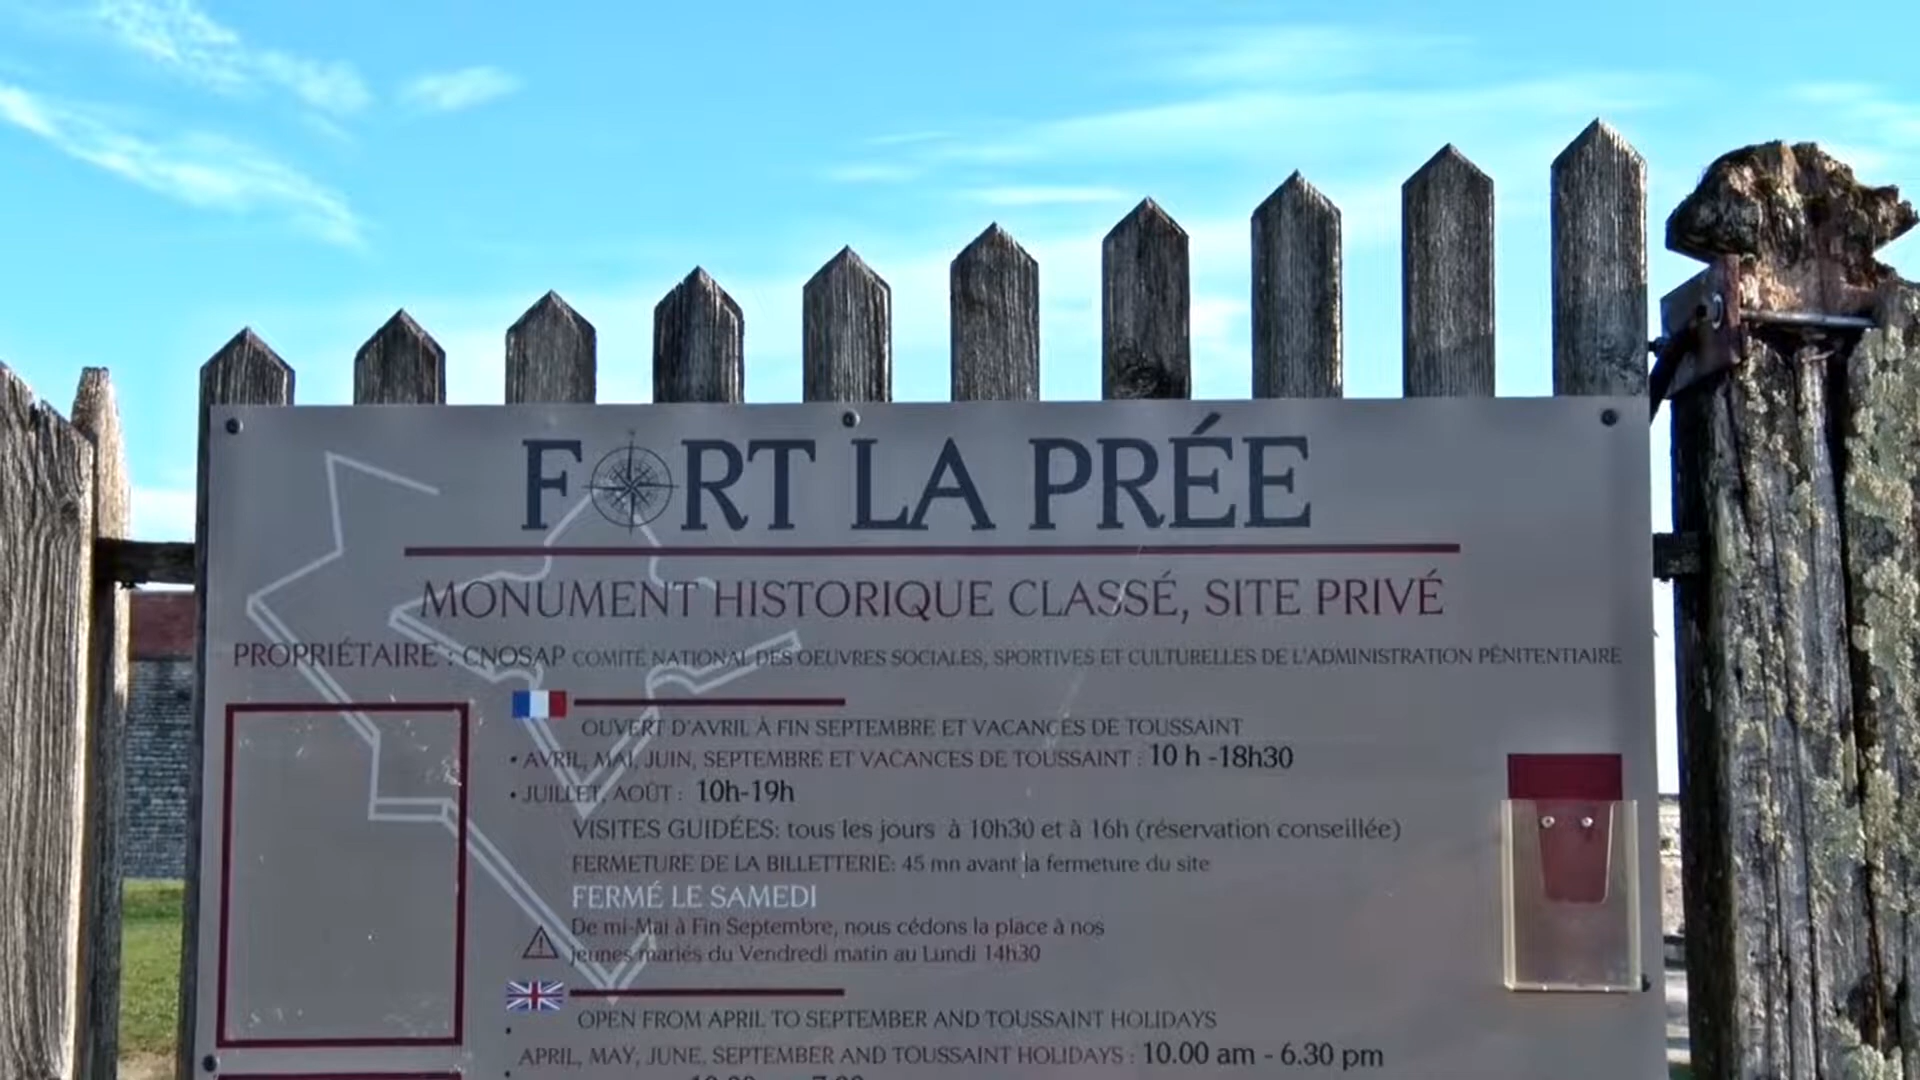 FORT LA PRÉE
MONUMENT HISTORIQUE CLASSÉ, SITE PRIVÉ
PROPRIÉTAIRE : CNOSAP COMITÉ NATIONAL DES OEUVRES SOCIALES, SPORTIVES ET CULTURELLES DE L'ADMINISTRATION PÉNITENTIAIRE
OUVERT D'AVRIL À FIN SEPTEMBRE ET VACANCES DE TOUSSAINT
• AVRIL, MAI, JUIN, SEPTEMBRE ET VACANCES DE TOUSSAINT : 10 h -18h30
• JUILLET, AOÛT : 10h-19h
VISITES GUIDÉES: tous les jours à 10h30 et à 16h (réservation conseillée)
FERMETURE DE LA BILLETTERIE: 45 mn avant la fermeture du site
FERMÉ LE SAMEDI
De mi-Mai à Fin Septembre, nous cédons la place à nos
jeunes mariés du Vendredi matin au Lundi 14h30
OPEN FROM APRIL TO SEPTEMBER AND TOUSSAINT HOLIDAYS
APRIL, MAY, JUNE, SEPTEMBER AND TOUSSAINT HOLIDAYS : 10.00 am - 6.30 pm